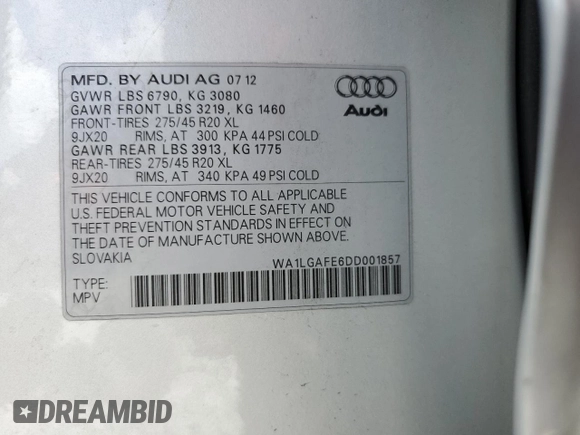 MFD. BY AUDI AG 07 12
GVWR LBS 6790, KG 3080
GAWR FRONT LBS 3219, KG 1460
FRONT-TIRES 275/45 R20 XL
9JX20 RIMS, AT 300 KPA 44 PSI COLD
GAWR REAR LBS 3913, KG 1775
REAR-TIRES 275/45 R20 XL
9JX20 RIMS, AT 340 KPA 49 PSI COLD
Audi
THIS VEHICLE CONFORMS TO ALL APPLICABLE
U.S. FEDERAL MOTOR VEHICLE SAFETY AND
THEFT PREVENTION STANDARDS IN EFFECT ON
THE DATE OF MANUFACTURE SHOWN ABOVE.
SLOVAKIA WA1LGAFE6DD001857
TYPE:
MPV
DREAMBID